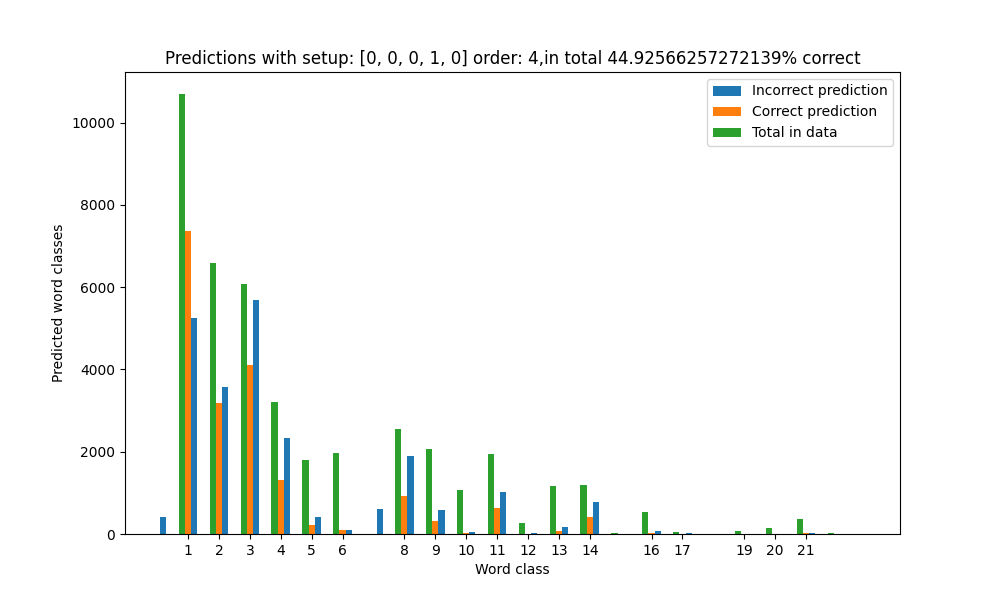 Predictions with setup: [0, 0, 0, 1, 0] order: 4,in total 44.92566257272139% correct
Incorrect prediction
Correct prediction
Total in data
10000
8000
6000
4000
2000
0
Predicted word classes
1 2 3 4 5 6 8 9 10 11 12 13 14 16 17 19 20 21
Word class